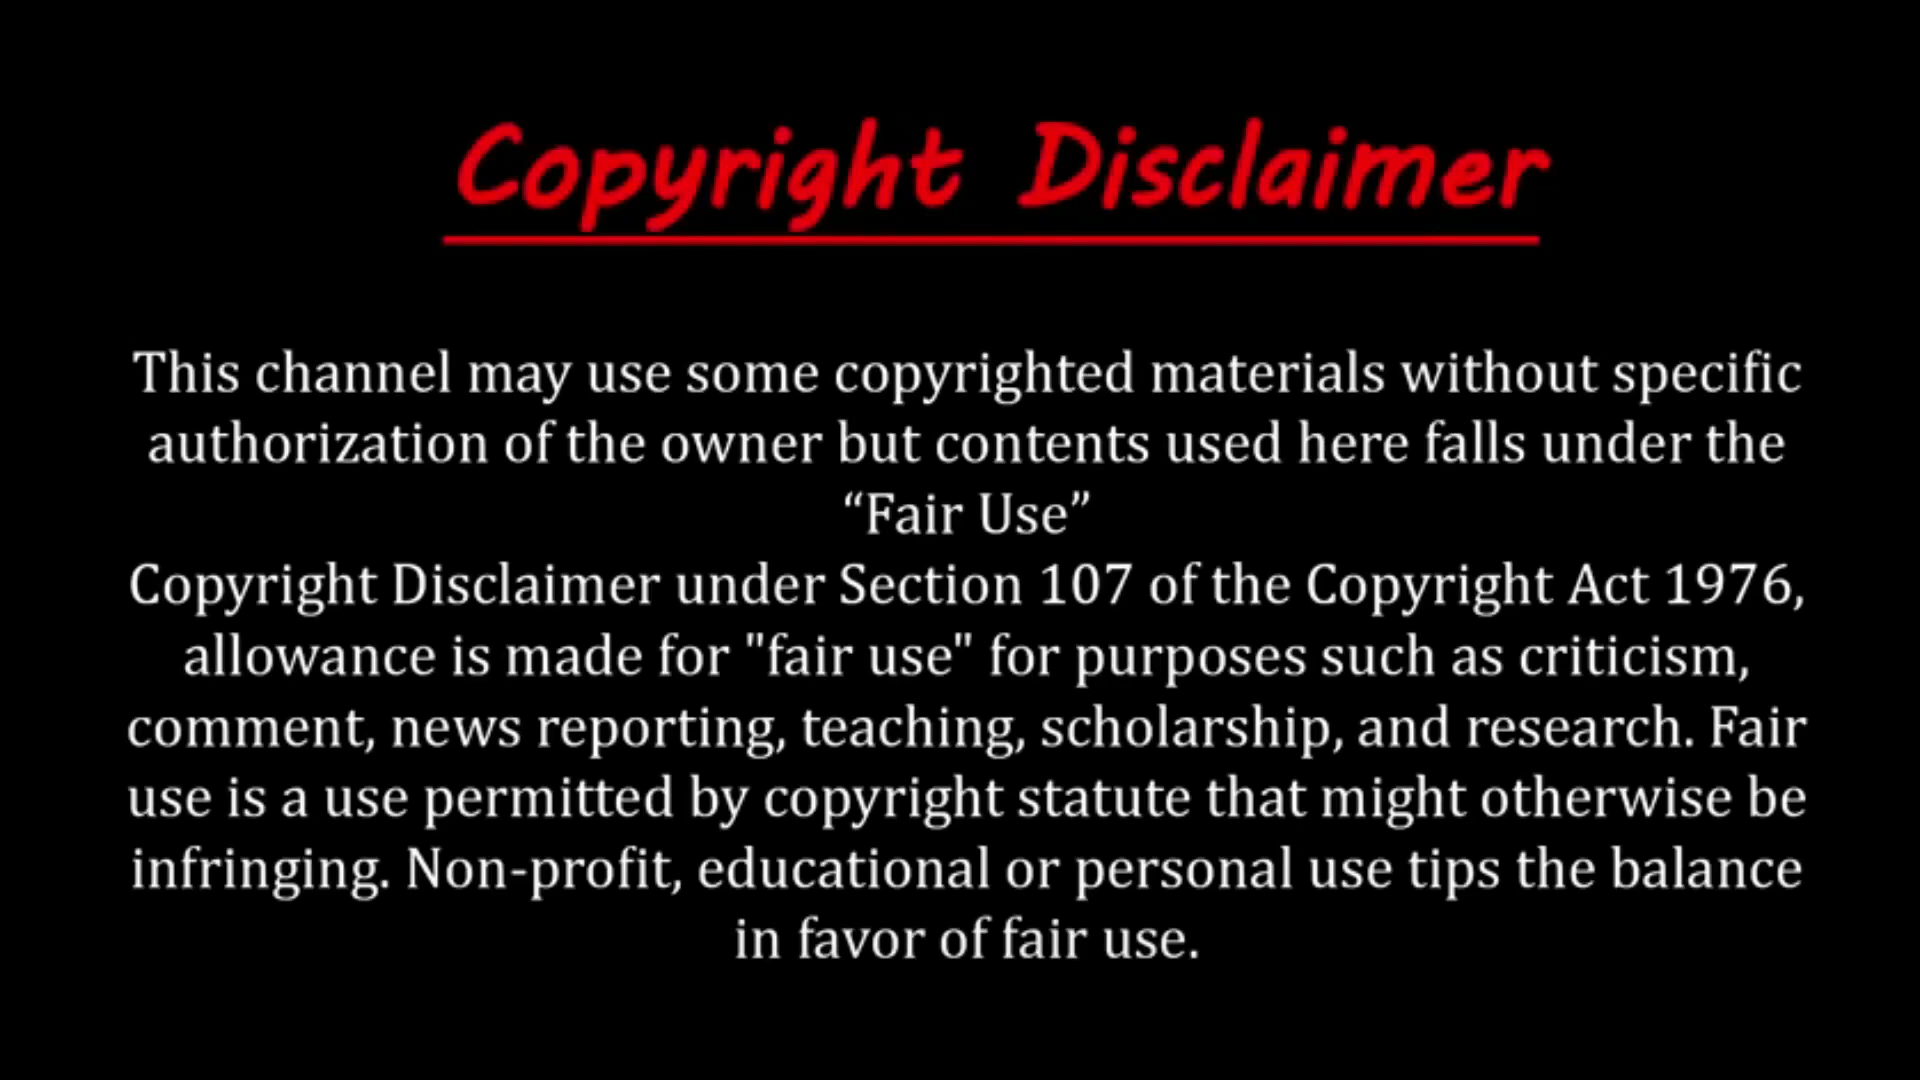 Copyright Disclaimer
This channel may use some copyrighted materials without specific
authorization of the owner but contents used here falls under the
“Fair Use”
Copyright Disclaimer under Section 107 of the Copyright Act 1976,
allowance is made for "fair use" for purposes such as criticism,
comment, news reporting, teaching, scholarship, and research. Fair
use is a use permitted by copyright statute that might otherwise be
infringing. Non-profit, educational or personal use tips the balance
in favor of fair use.